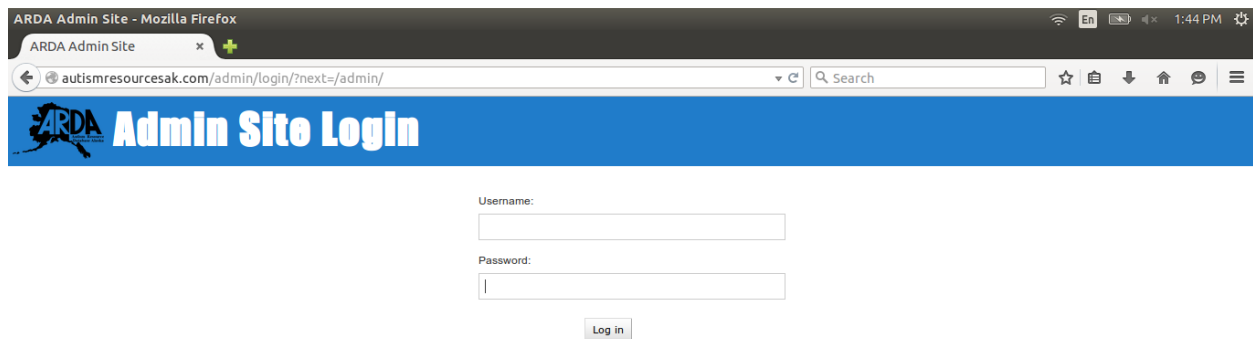 ARDA Admin Site - Mozilla Firefox
En
1:44 PM
ARDA Admin Site
autismresourcesak.com/admin/login/?next=/admin/
Search
ARDA
Admin Site Login
Username:
Password:
Log in